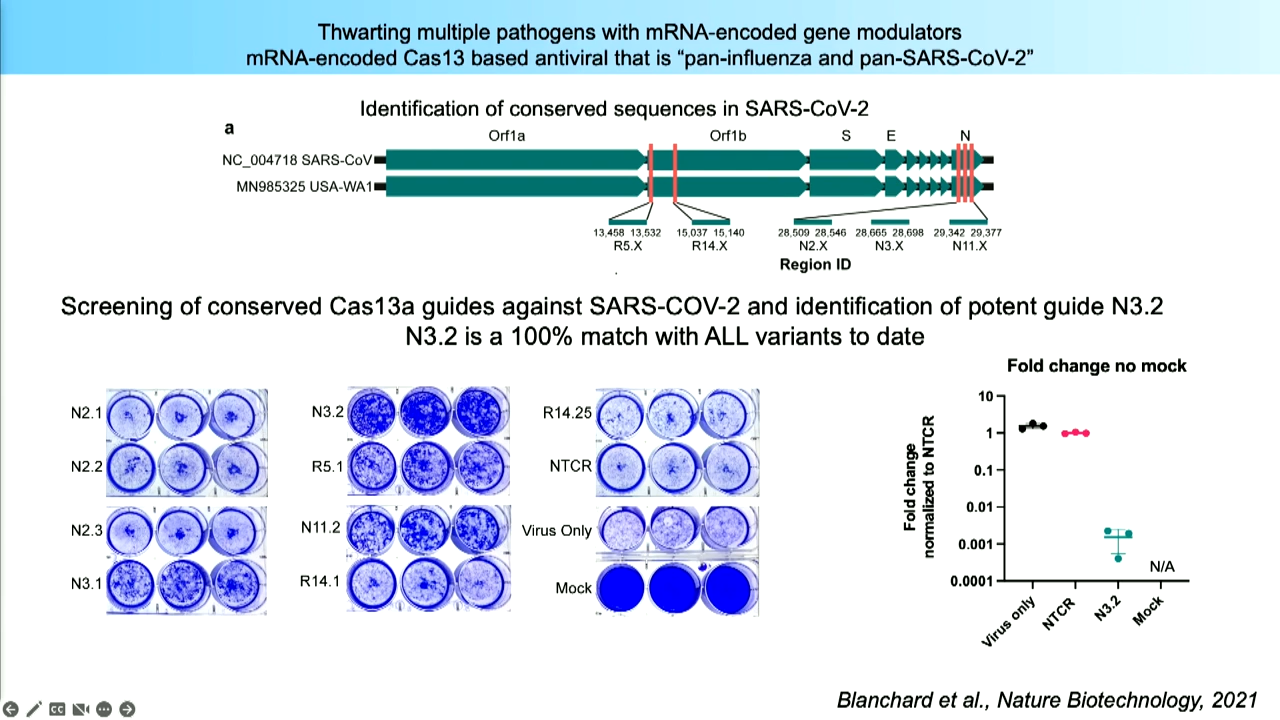 Thwarting multiple pathogens with mRNA-encoded gene modulators
mRNA-encoded Cas13 based antiviral that is “pan-influenza and pan-SARS-CoV-2”
Identification of conserved sequences in SARS-CoV-2
a
Orf1a Orf1b S E N
NC_004718 SARS-CoV
MN985325 USA-WA1
13,458 13,532 15,037 15,140 28,509 28,546 28,665 28,698 29,342 29,377
R5.X R14.X N2.X N3.X N11.X
Region ID
Screening of conserved Cas13a guides against SARS-COV-2 and identification of potent guide N3.2
N3.2 is a 100% match with ALL variants to date
N2.1
N2.2
N2.3
N3.1
N3.2
R5.1
N11.2
R14.1
R14.25
NTCR
Virus Only
Mock
Fold change no mock
Fold change
normalized to NTCR
10
1
0.1
0.01
0.001
0.0001
N/A
Virus only
NTCR
N3.2
Mock
Blanchard et al., Nature Biotechnology, 2021
CC